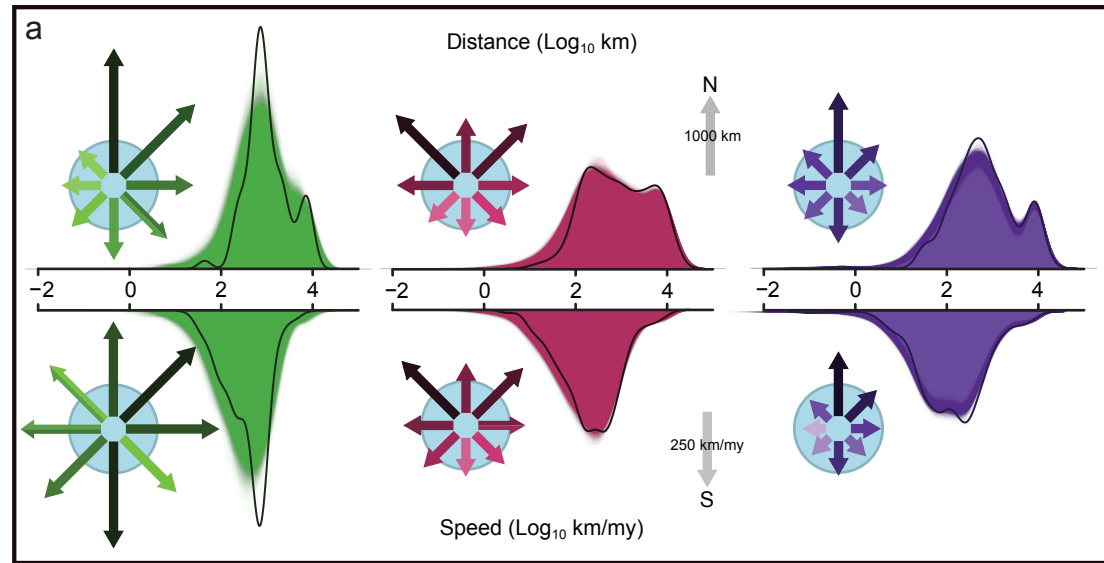 a
Distance (Log₁₀ km)
N
1000 km
−2 0 2 4
−2 0 2 4
−2 0 2 4
250 km/my
S
Speed (Log₁₀ km/my)